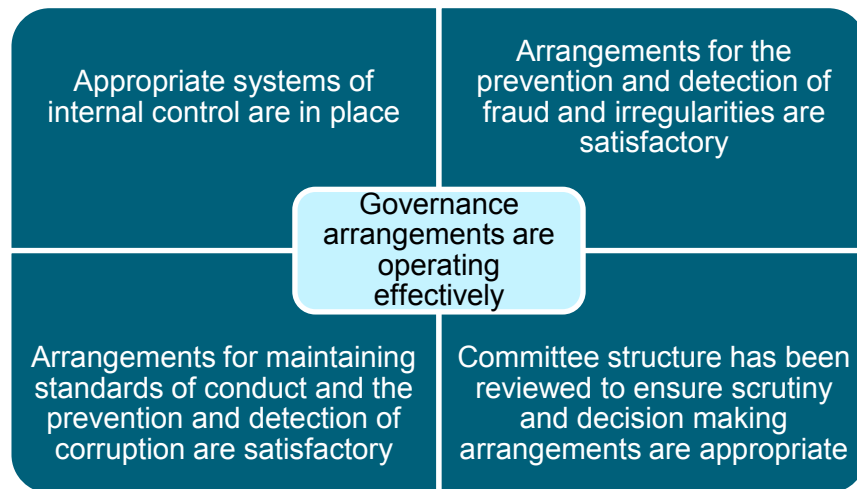 Appropriate systems of
internal control are in place
Arrangements for the
prevention and detection of
fraud and irregularities are
satisfactory
Governance
arrangements are
operating
effectively
Arrangements for maintaining
standards of conduct and the
prevention and detection of
corruption are satisfactory
Committee structure has been
reviewed to ensure scrutiny
and decision making
arrangements are appropriate